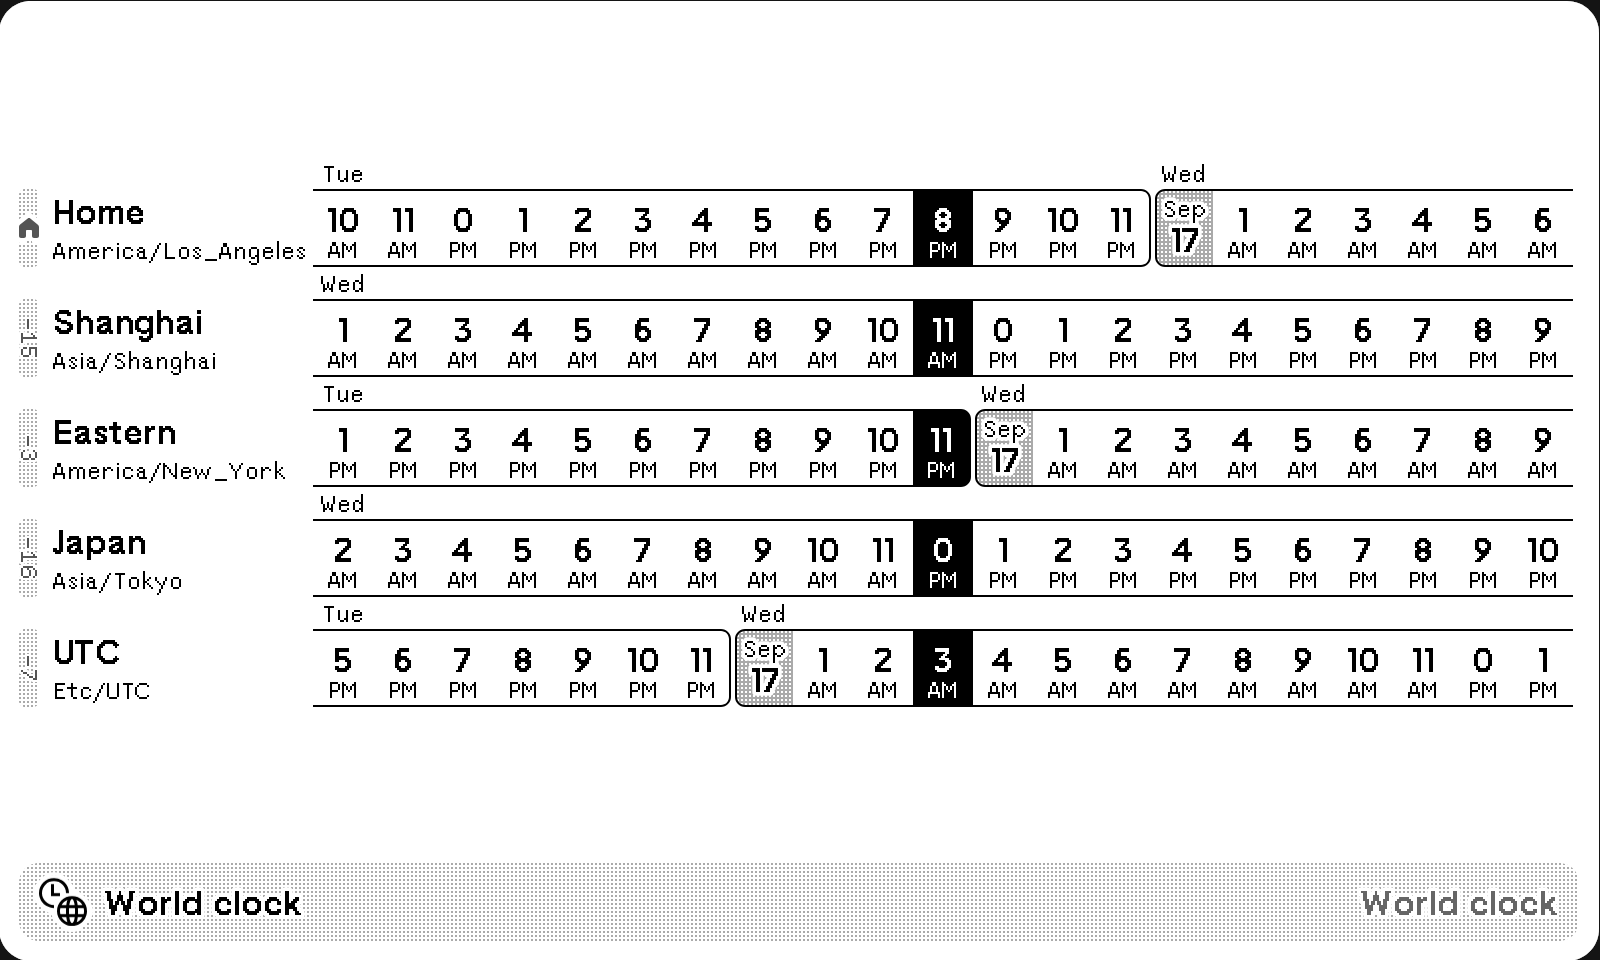 Tue Wed
Home 10 11 0 1 2 3 4 5 6 7 8 9 10 11 Sep 1 2 3 4 5 6
America/Los_Angeles AM AM PM PM PM PM PM PM PM PM PM PM PM PM 17 AM AM AM AM AM AM
Wed
-15 Shanghai 1 2 3 4 5 6 7 8 9 10 11 0 1 2 3 4 5 6 7 8 9
Asia/Shanghai AM AM AM AM AM AM AM AM AM AM AM PM PM PM PM PM PM PM PM PM PM
Tue Wed
-3 Eastern 1 2 3 4 5 6 7 8 9 10 11 Sep 1 2 3 4 5 6 7 8 9
America/New_York PM PM PM PM PM PM PM PM PM PM PM 17 AM AM AM AM AM AM AM AM AM
Wed
-16 Japan 2 3 4 5 6 7 8 9 10 11 0 1 2 3 4 5 6 7 8 9 10
Asia/Tokyo AM AM AM AM AM AM AM AM AM AM PM PM PM PM PM PM PM PM PM PM PM
Tue Wed
-7 UTC 5 6 7 8 9 10 11 Sep 1 2 3 4 5 6 7 8 9 10 11 0 1
Etc/UTC PM PM PM PM PM PM PM 17 AM AM AM AM AM AM AM AM AM AM AM PM PM
World clock World clock